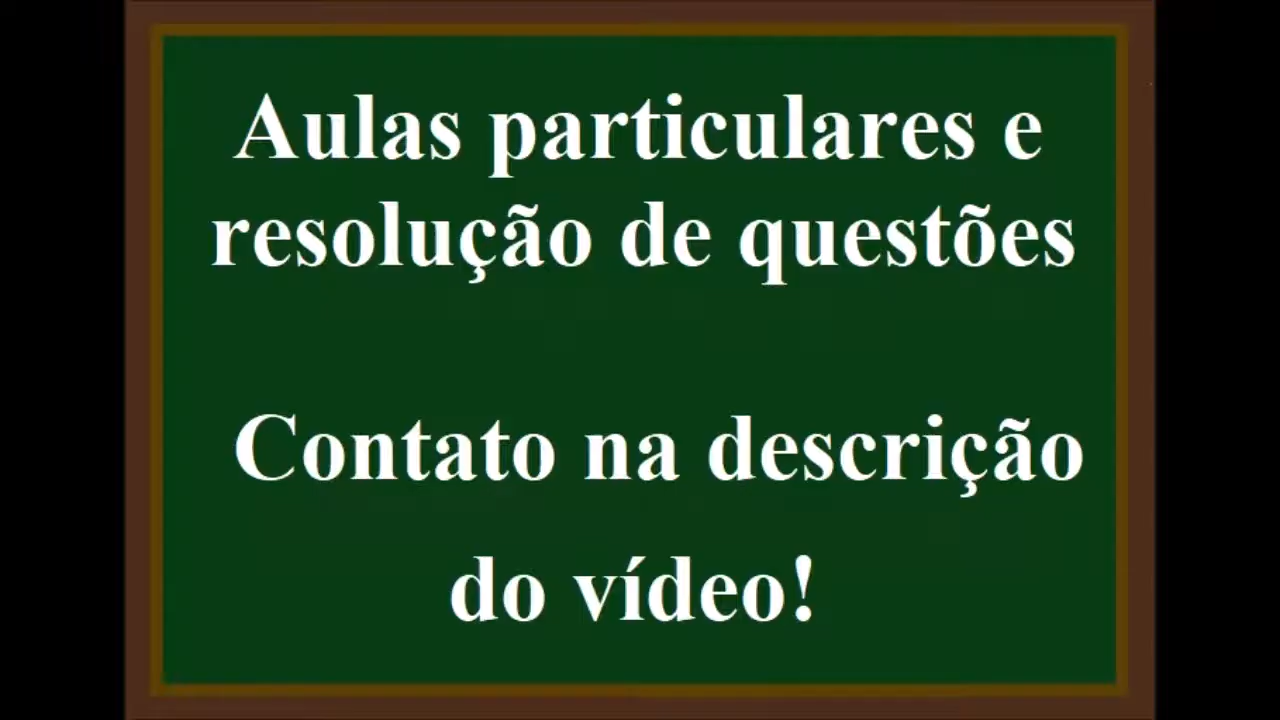 Aulas particulares e
resolução de questões
Contato na descrição
do vídeo!